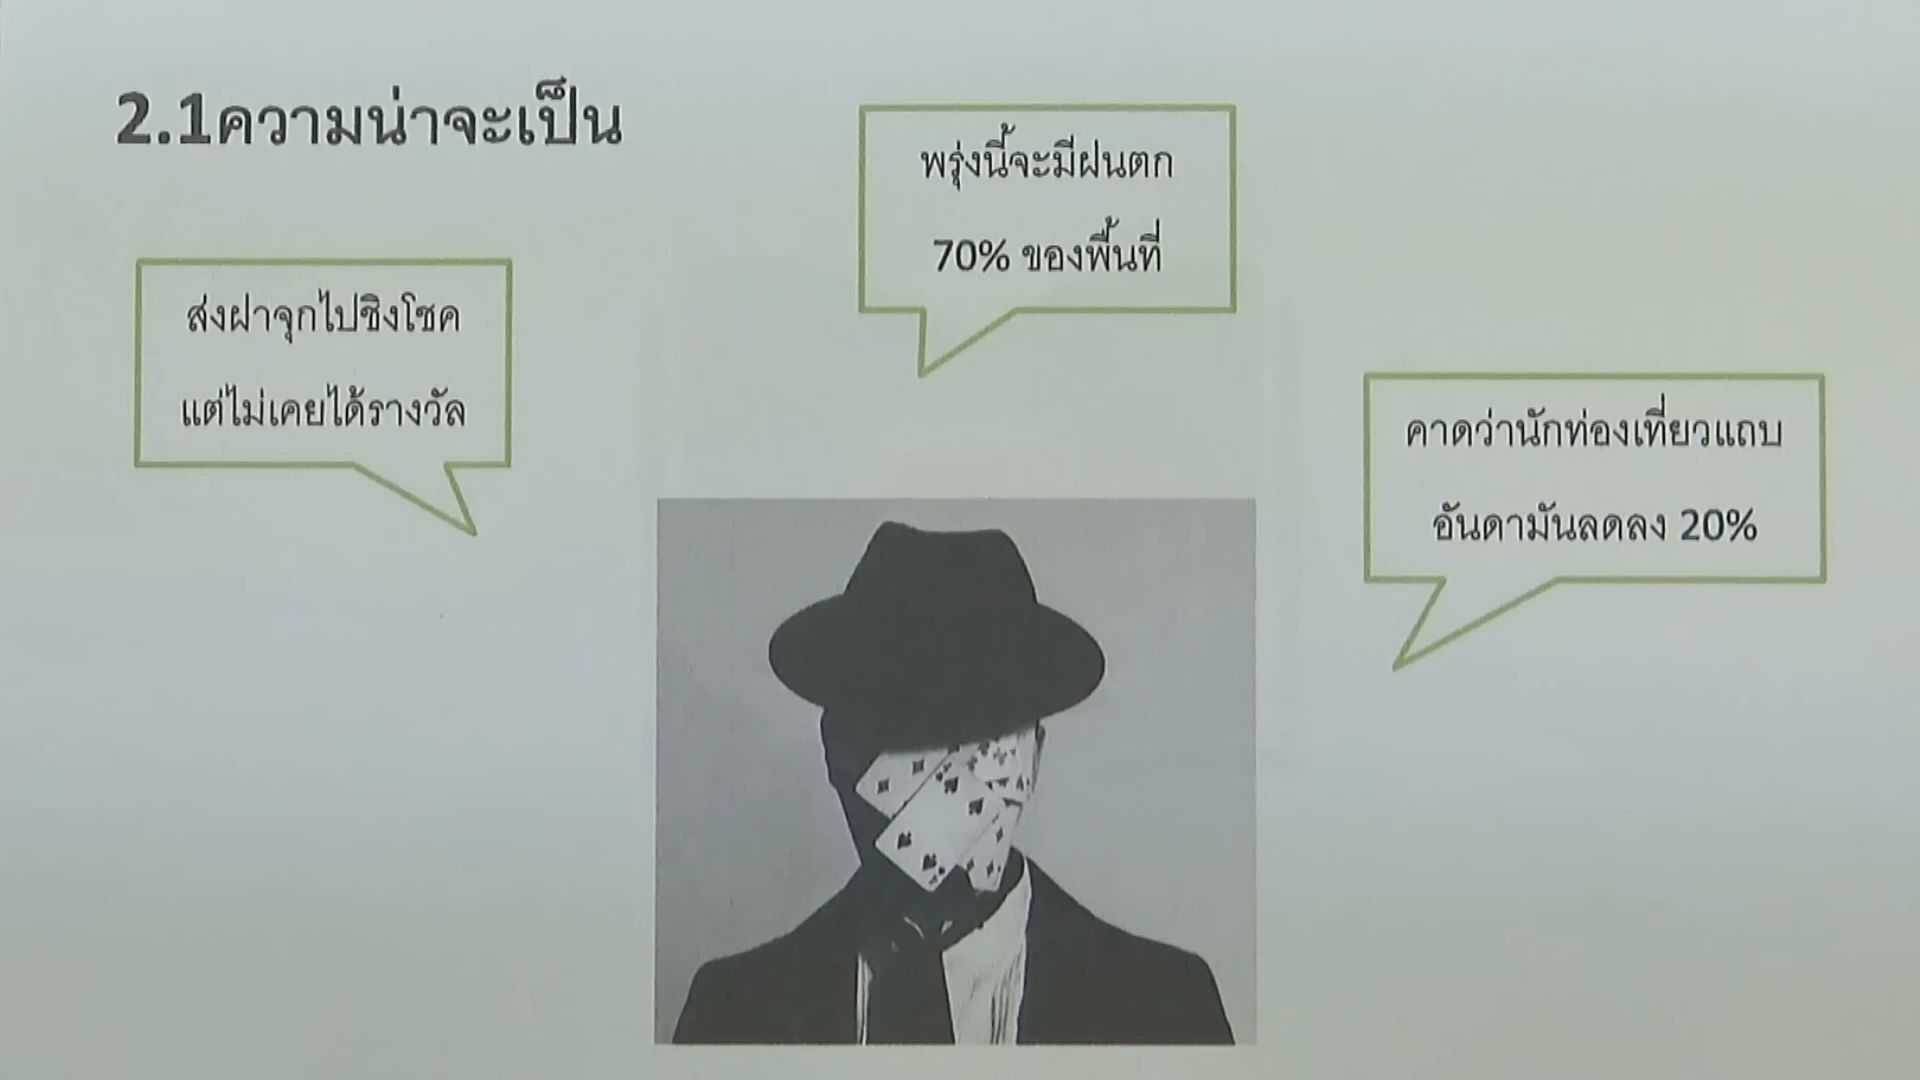 2.1ความน่าจะเป็น
พรุ่งนี้จะมีฝนตก
70% ของพื้นที่
ส่งฝาจุกไปชิงโชค
แต่ไม่เคยได้รางวัล
คาดว่านักท่องเที่ยวแถบ
อันดามันลดลง 20%